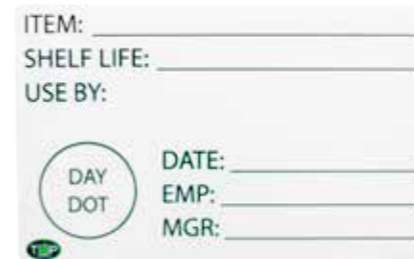 ITEM:
SHELF LIFE:
USE BY:
DAY
DOT
DATE:
EMP:
MGR: